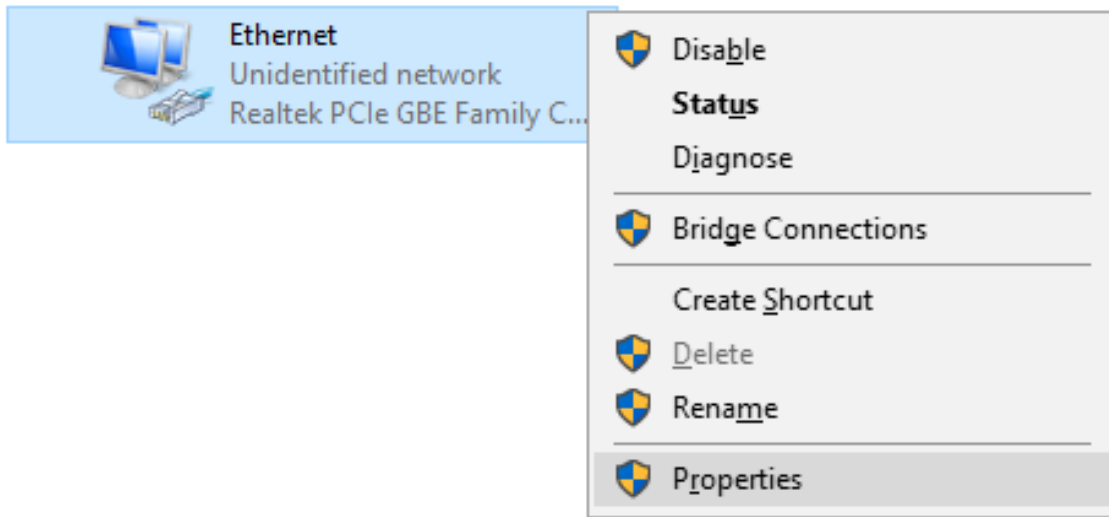 Ethernet
Unidentified network
Realtek PCIe GBE Family C...
Disable
Status
Diagnose
Bridge Connections
Create Shortcut
Delete
Rename
Properties